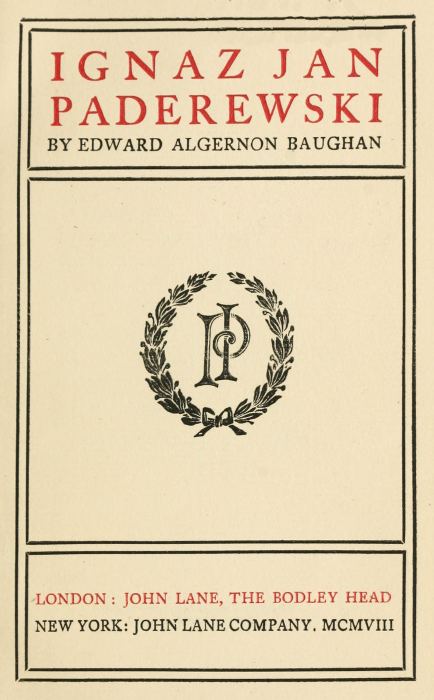 IGNAZ JAN
PADEREWSKI
BY EDWARD ALGERNON BAUGHAN
IPP
LONDON: JOHN LANE, THE BODLEY HEAD
NEW YORK: JOHN LANE COMPANY. MCMVIII